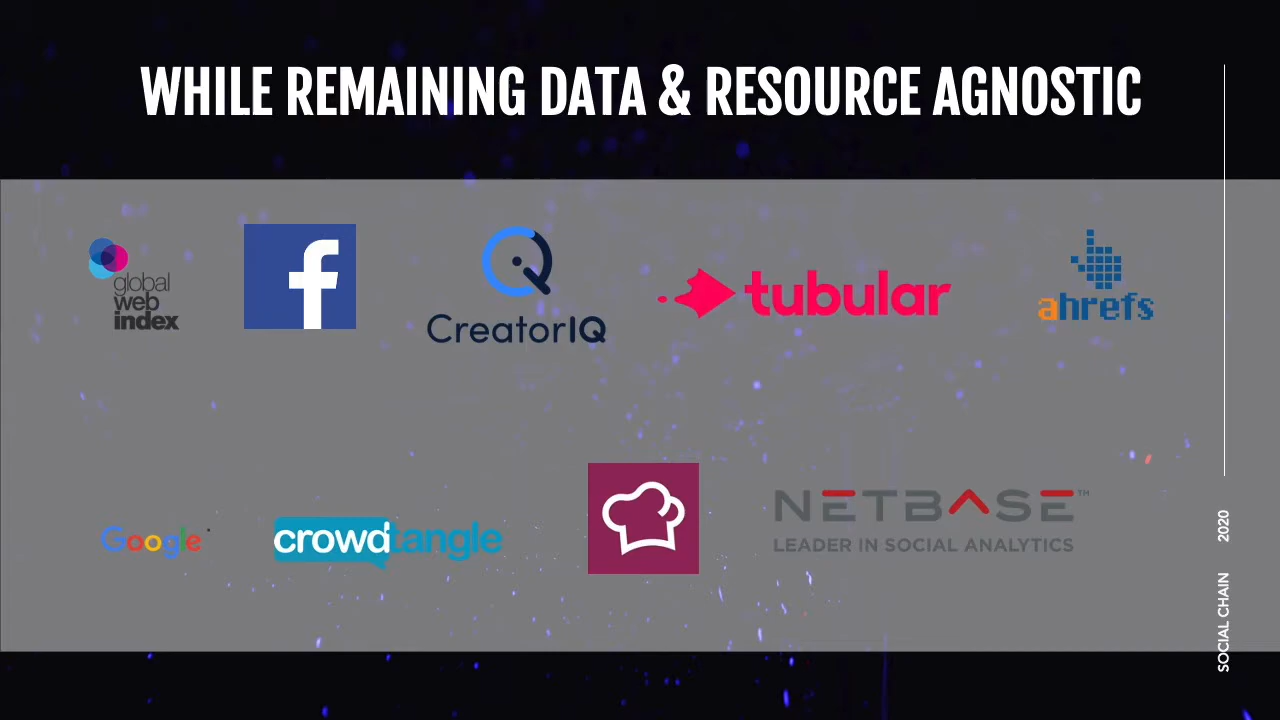 WHILE REMAINING DATA & RESOURCE AGNOSTIC
global
web
index
f
CreatorIQ
tubular
ahrefs
Google
crowdtangle
NETBASE™
LEADER IN SOCIAL ANALYTICS
SOCIAL CHAIN 2020